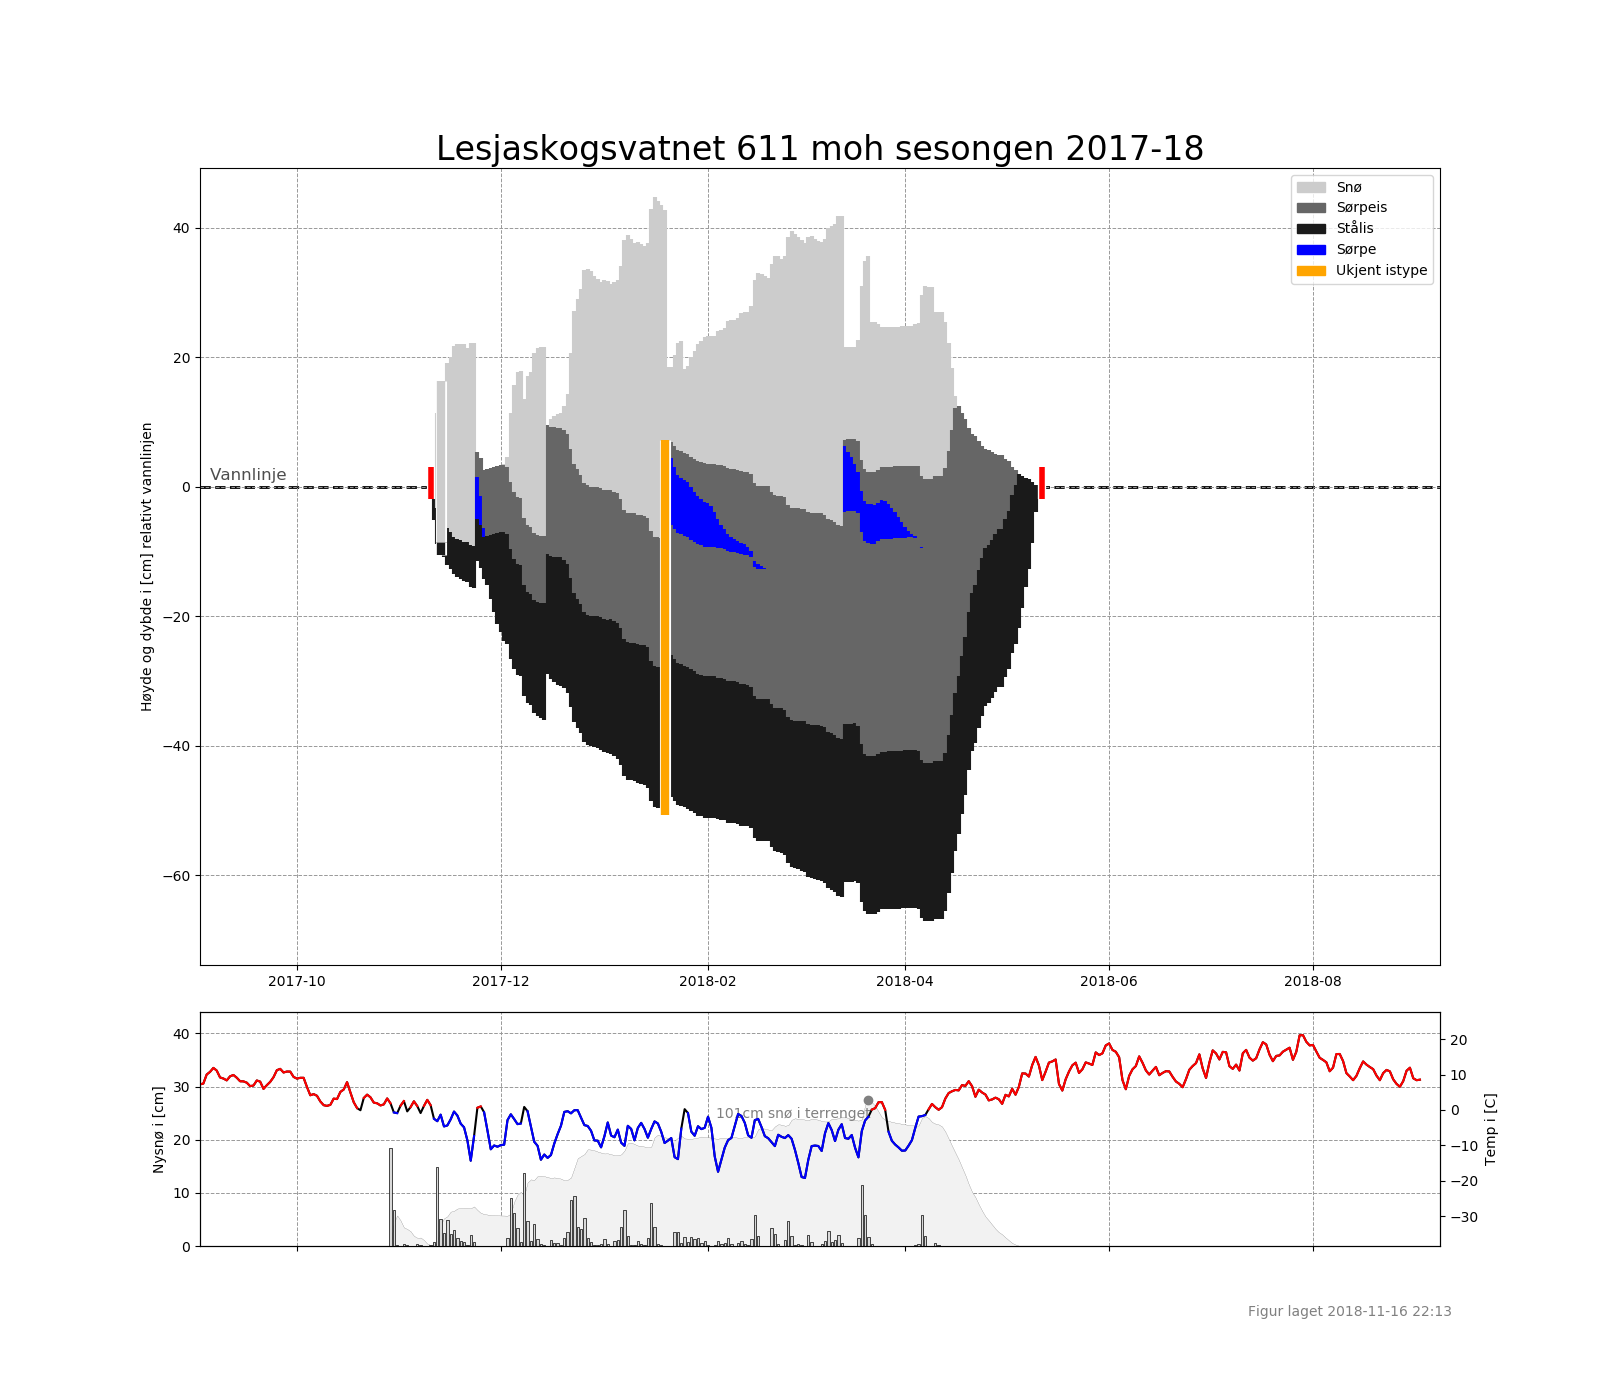 Lesjaskogsvatnet 611 moh sesongen 2017-18
Høyde og dybde i [cm] relativt vannlinjen
40
20
0
−20
−40
−60
Vannlinje
Snø
Sørpeis
Stålis
Sørpe
Ukjent istype
2017-10
2017-12
2018-02
2018-04
2018-06
2018-08
Nysnø i [cm]
40
30
20
10
0
101cm snø i terrenget
20
10
0
−10
−20
−30
Temp i [C]
Figur laget 2018-11-16 22:13